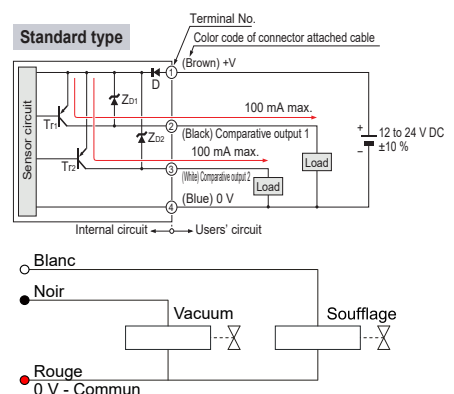 Standard type
Terminal No.
Color code of connector attached cable
(Brown) +V
1
D
ZD1
100 mA max.
Tr1
2
(Black) Comparative output 1
+
12 to 24 V DC
±10 %
−
Sensor circuit
ZD2
100 mA max.
Load
Tr2
3
(White) Comparative output 2
Load
4
(Blue) 0 V
Internal circuit
Users' circuit
Blanc
Noir
Vacuum
Soufflage
Rouge
0 V - Commun